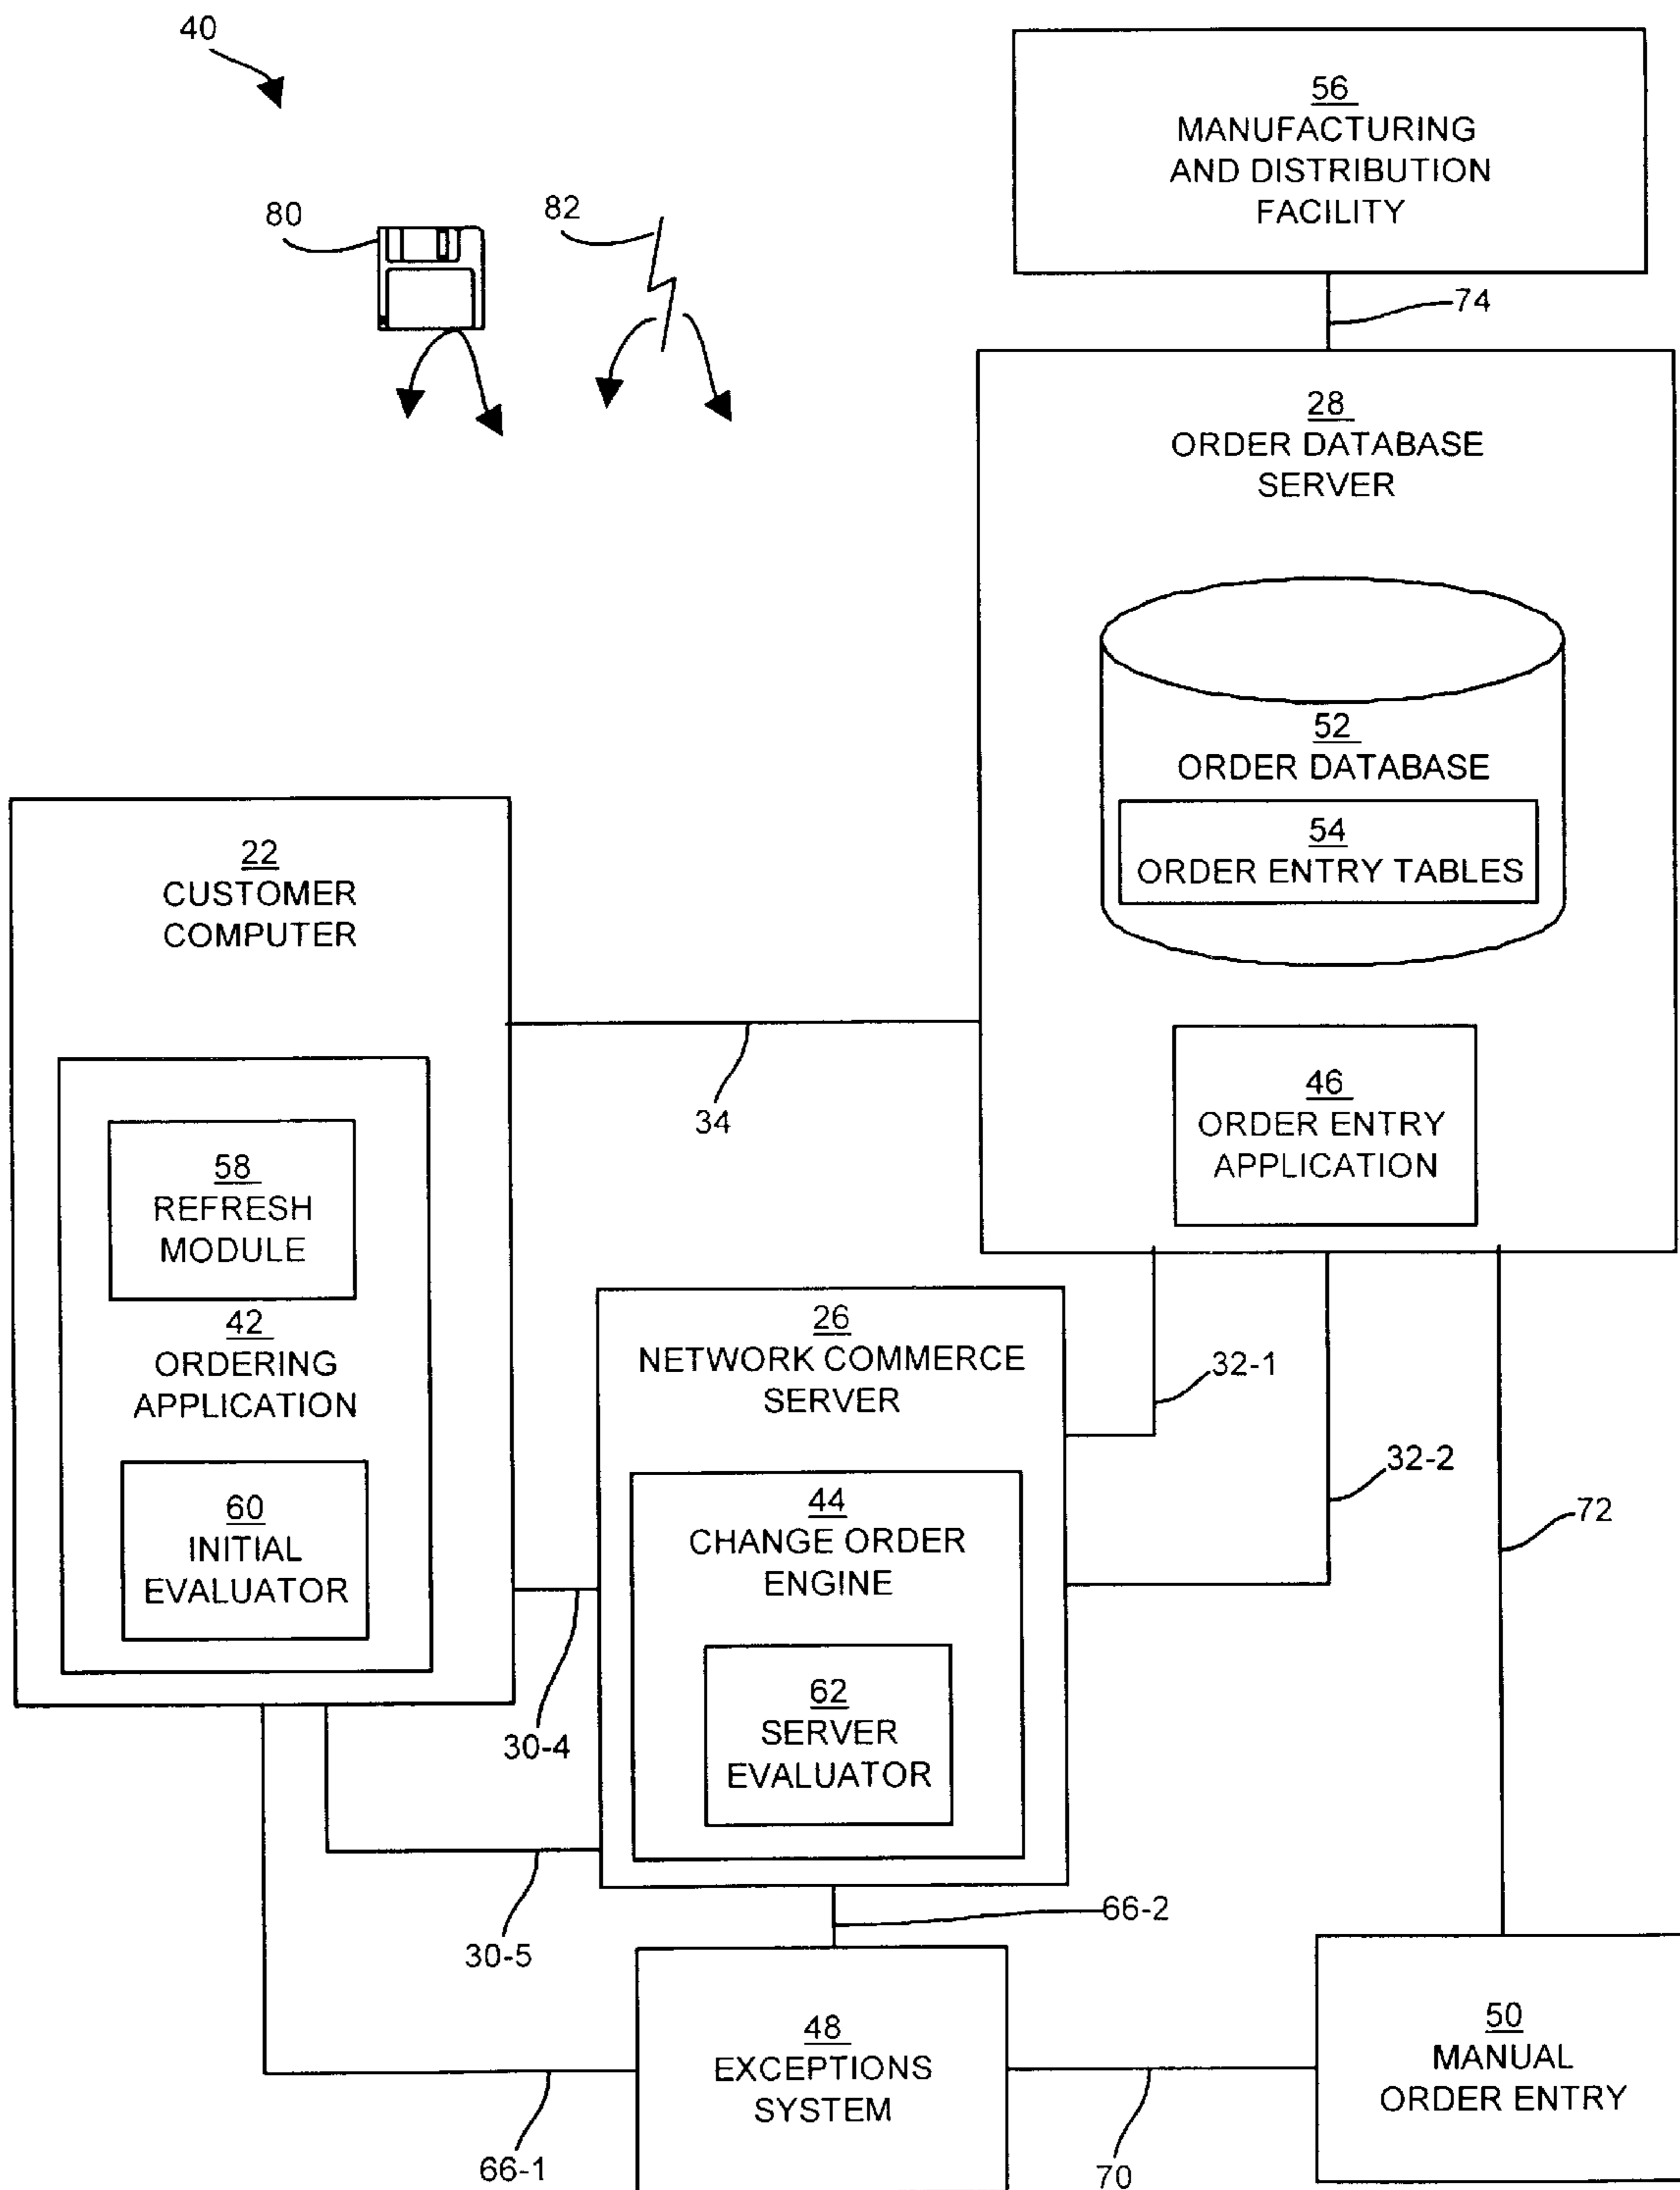 40
56
MANUFACTURING
AND DISTRIBUTION
FACILITY
80
82
74
28
ORDER DATABASE
SERVER
52
ORDER DATABASE
54
ORDER ENTRY TABLES
22
CUSTOMER
COMPUTER
34
46
ORDER ENTRY
APPLICATION
58
REFRESH
MODULE
42
ORDERING
APPLICATION
60
INITIAL
EVALUATOR
26
NETWORK COMMERCE
SERVER
32-1
32-2
72
44
CHANGE ORDER
ENGINE
62
SERVER
EVALUATOR
30-4
30-5
66-2
48
EXCEPTIONS
SYSTEM
50
MANUAL
ORDER ENTRY
66-1
70